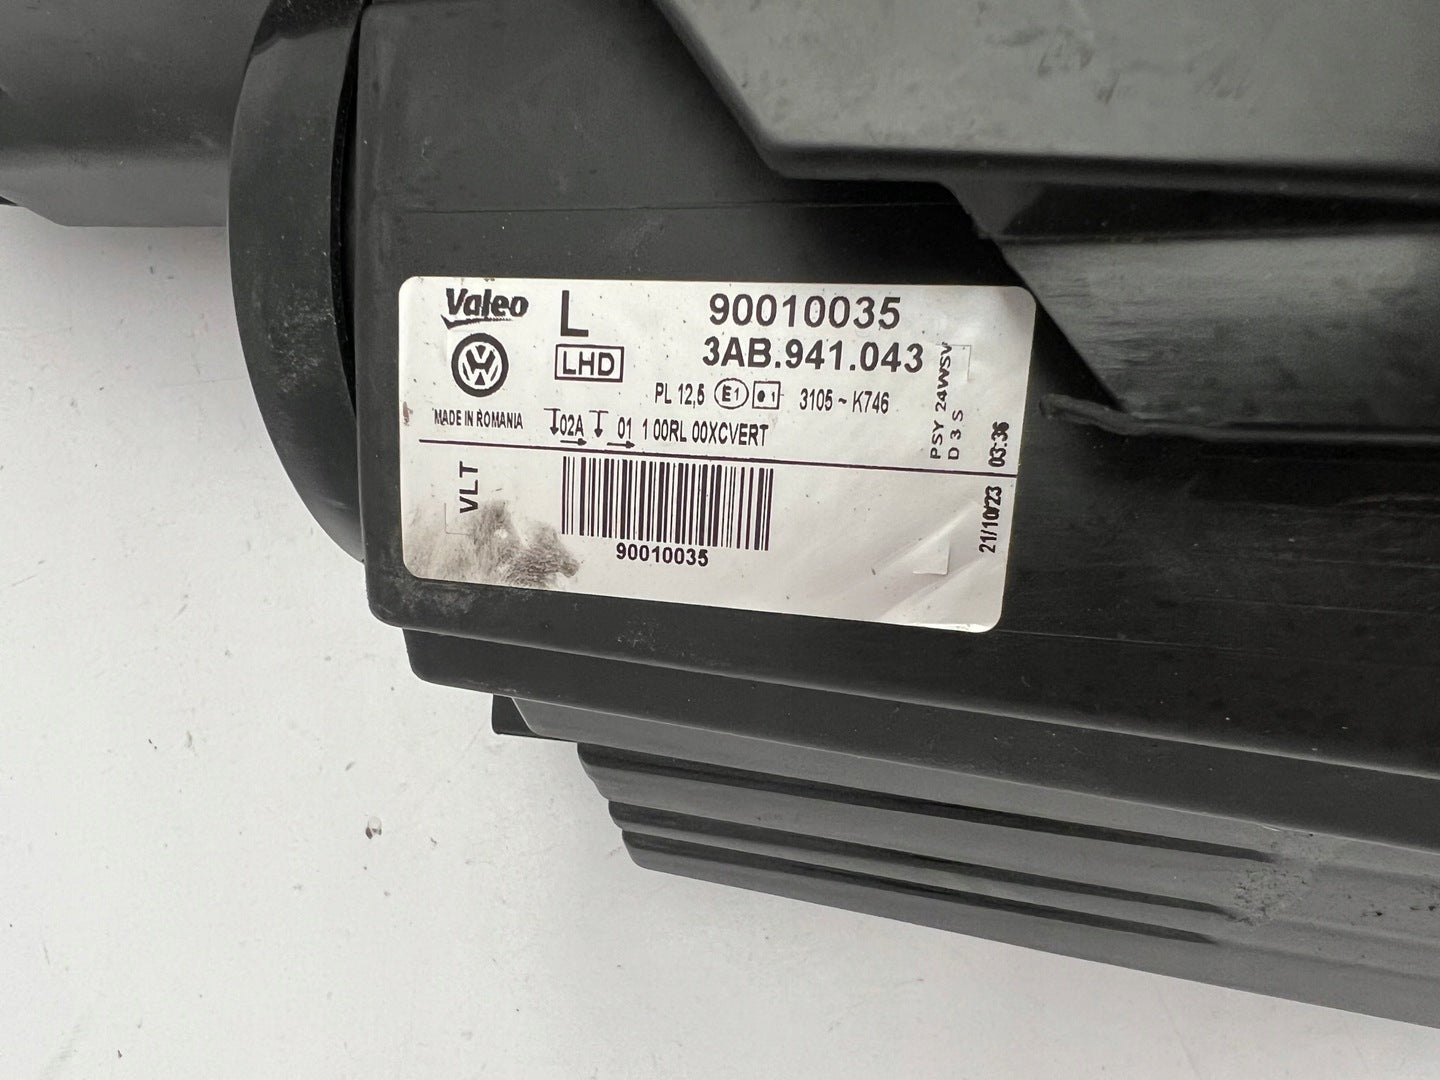 Valeo
L
90010035
LHD
3AB.941.043
PL 12,5 E1 1 3105 ~ K746
MADE IN ROMANIA
02A 01 1 00RL 00XCVERT
PSY 24WSV
D 3 S
VLT
90010035
21/10/23 03:36